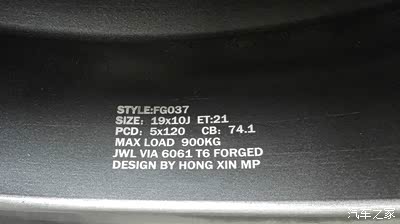 STYLE:FG037
SIZE: 19x10J ET:21
PCD: 5x120 CB: 74.1
MAX LOAD 900KG
JWL VIA 6061 T6 FORGED
DESIGN BY HONG XIN MP
汽车之家